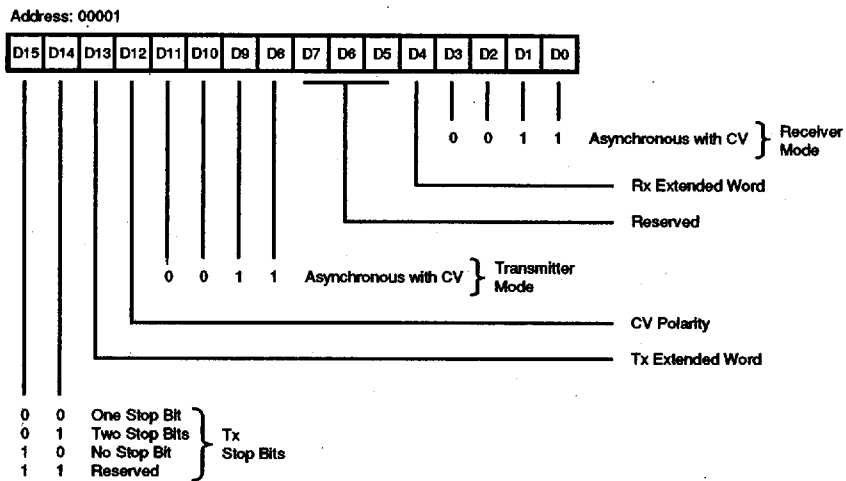 Address: 00001
D15 D14 D13 D12 D11 D10 D9 D8 D7 D6 D5 D4 D3 D2 D1 D0
0 0 1 1 Asynchronous with CV } Receiver Mode
Rx Extended Word
Reserved
0 0 1 1 Asynchronous with CV } Transmitter Mode
CV Polarity
Tx Extended Word
0 0 One Stop Bit
0 1 Two Stop Bits
1 0 No Stop Bit
1 1 Reserved
Tx
Stop Bits